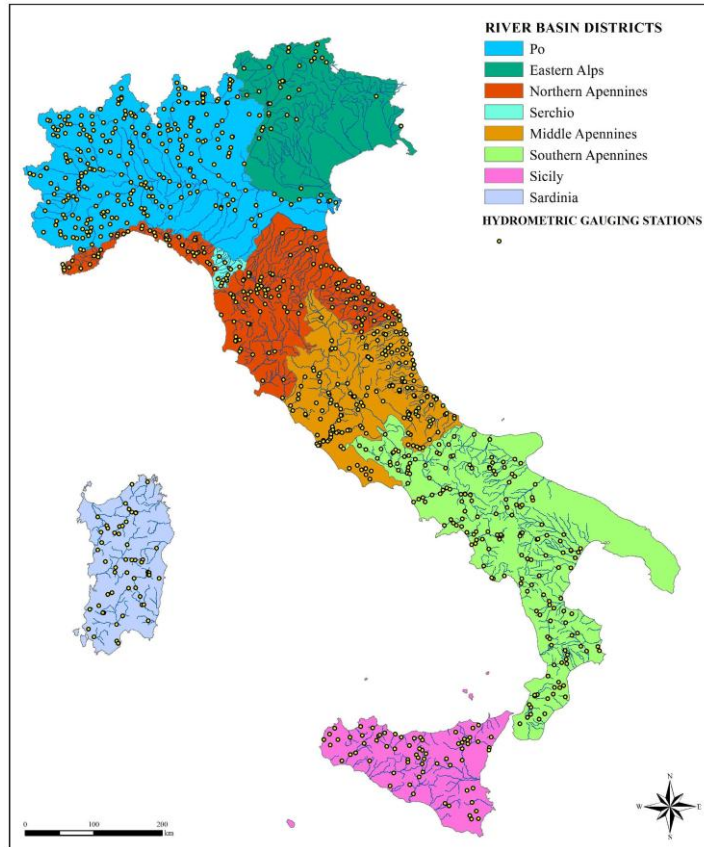 RIVER BASIN DISTRICTS
Po
Eastern Alps
Northern Apennines
Serchio
Middle Apennines
Southern Apennines
Sicily
Sardinia
HYDROMETRIC GAUGING STATIONS
N
W E
S
0 100 200
km